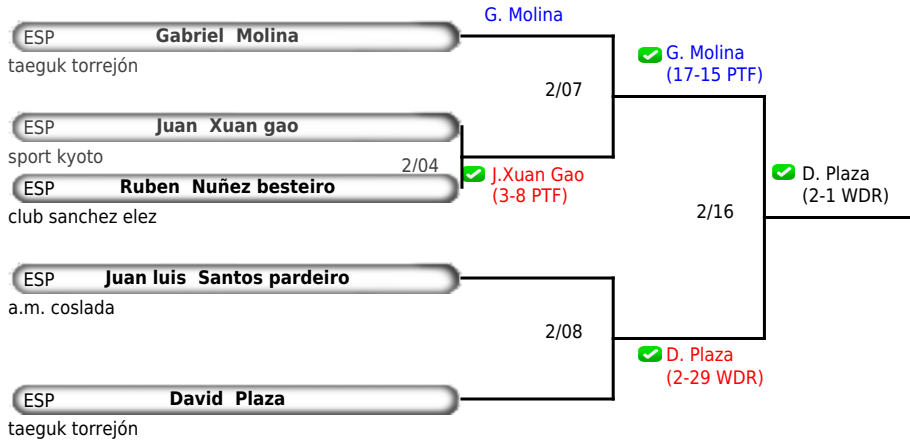 G. Molina
ESP Gabriel Molina
taeguk torrejón
G. Molina
(17-15 PTF)
2/07
ESP Juan Xuan gao
sport kyoto
2/04
J.Xuan Gao
(3-8 PTF)
ESP Ruben Nuñez besteiro
club sanchez elez
D. Plaza
(2-1 WDR)
2/16
ESP Juan luis Santos pardeiro
a.m. coslada
2/08
D. Plaza
(2-29 WDR)
ESP David Plaza
taeguk torrejón